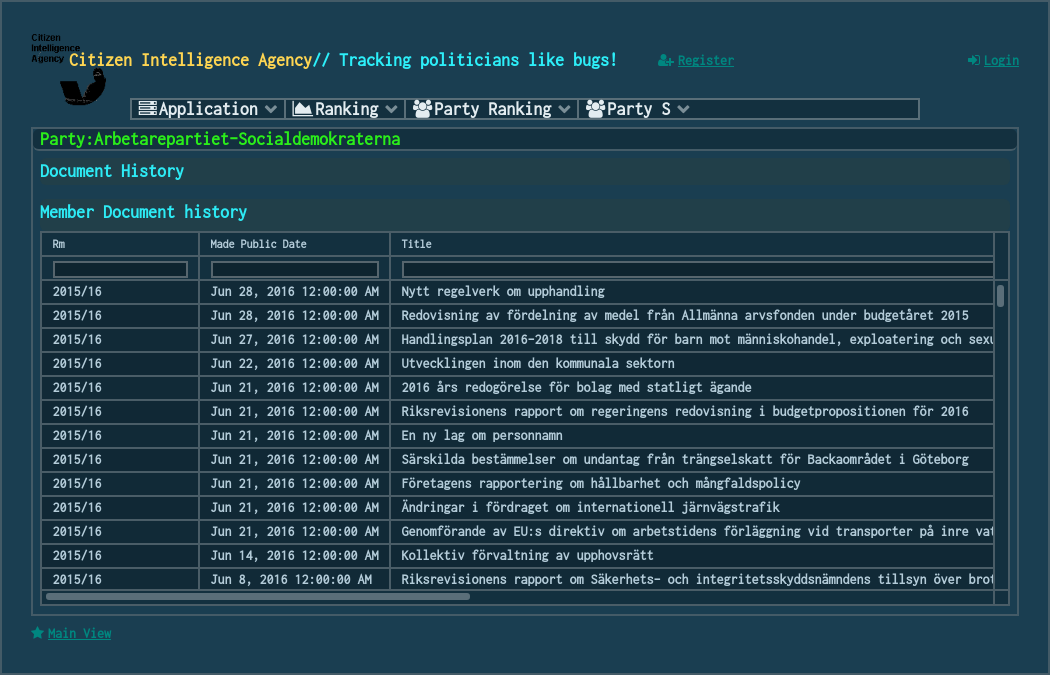 Citizen
Intelligence
Agency
Citizen Intelligence Agency// Tracking politicians like bugs!
Register
Login
Application
Ranking
Party Ranking
Party S
Party:Arbetarepartiet-Socialdemokraterna
Document History
Member Document history
Rm Made Public Date Title
2015/16 Jun 28, 2016 12:00:00 AM Nytt regelverk om upphandling
2015/16 Jun 28, 2016 12:00:00 AM Redovisning av fördelning av medel från Allmänna arvsfonden under budgetåret 2015
2015/16 Jun 27, 2016 12:00:00 AM Handlingsplan 2016-2018 till skydd för barn mot människohandel, exploatering och sexu
2015/16 Jun 22, 2016 12:00:00 AM Utvecklingen inom den kommunala sektorn
2015/16 Jun 21, 2016 12:00:00 AM 2016 års redogörelse för bolag med statligt ägande
2015/16 Jun 21, 2016 12:00:00 AM Riksrevisionens rapport om regeringens redovisning i budgetpropositionen för 2016
2015/16 Jun 21, 2016 12:00:00 AM En ny lag om personnamn
2015/16 Jun 21, 2016 12:00:00 AM Särskilda bestämmelser om undantag från trängselskatt för Backaområdet i Göteborg
2015/16 Jun 21, 2016 12:00:00 AM Företagens rapportering om hållbarhet och mångfaldspolicy
2015/16 Jun 21, 2016 12:00:00 AM Ändringar i fördraget om internationell järnvägstrafik
2015/16 Jun 21, 2016 12:00:00 AM Genomförande av EU:s direktiv om arbetstidens förläggning vid transporter på inre vat
2015/16 Jun 14, 2016 12:00:00 AM Kollektiv förvaltning av upphovsrätt
2015/16 Jun 8, 2016 12:00:00 AM Riksrevisionens rapport om Säkerhets- och integritetsskyddsnämndens tillsyn över brot
Main View